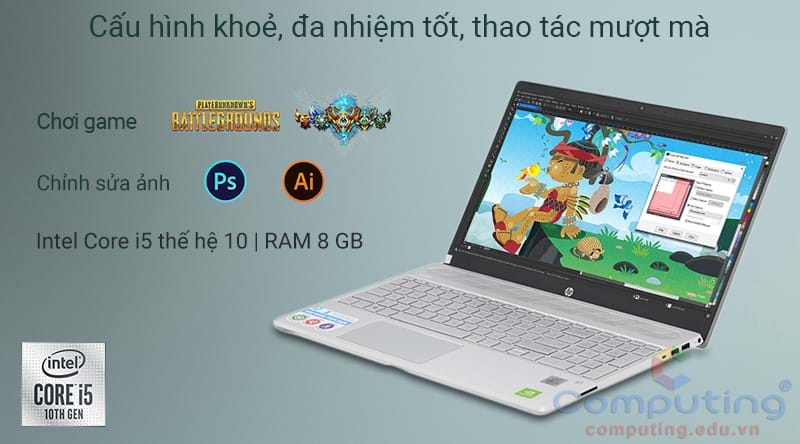 Cấu hình khoẻ, đa nhiệm tốt, thao tác mượt mà
Chơi game
PLAYERUNKNOWN'S
BATTLEGROUNDS
Chỉnh sửa ảnh
Ps
Ai
Intel Core i5 thế hệ 10 | RAM 8 GB
intel
CORE i5
10TH GEN
hp
Computing
computing.edu.vn